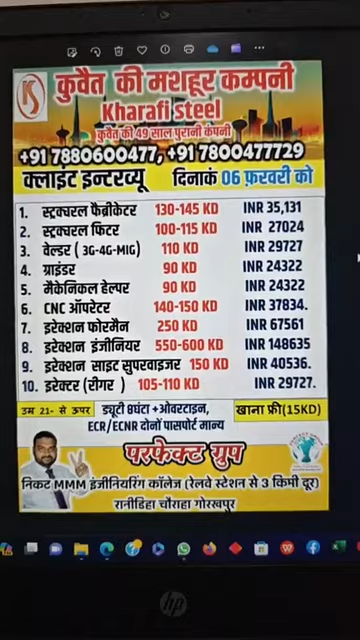 कुवैत की मशहूर कम्पनी
Kharafi steel
कुवैत की 49 साल पुरानी कंपनी
+91 7880600477, +91 7800477729
क्लाइंट इन्टरव्यू दिनाकं 06 फ़रवरी को
1. स्ट्रक्चरल फैब्रीकेटर 130-145 KD INR 35,131
2. स्ट्रक्चरल फिटर 100-115 KD INR 27024
3. वेल्डर ( 3G-4G-MIG) 110 KD INR 29727
4. ग्राइंडर 90 KD INR 24322
5. मैकेनिकल हेल्पर 90 KD INR 24322
6. CNC ऑपरेटर 140-150 KD INR 37834.
7. इरेक्शन फोरमैन 250 KD INR 67561
8. इरेक्शन इंजीनियर 550-600 KD INR 148635
9. इरेक्शन साइट सुपरवाइजर 150 KD INR 40536.
10. इरेक्टर (रीगर ) 105-110 KD INR 29727.
उम्र 21- से ऊपर ड्यूटी 8घंटा +ओवरटाइन, खाना फ्री(15KD)
ECR/ECNR दोनों पासपोर्ट मान्य
परफेक्ट ग्रुप
निकट MMM इंजीनियरिंग कॉलेज (रेलवे स्टेशन से 3 किमी दूर)
रानीडिहा चौराहा गोरखपुर
hp